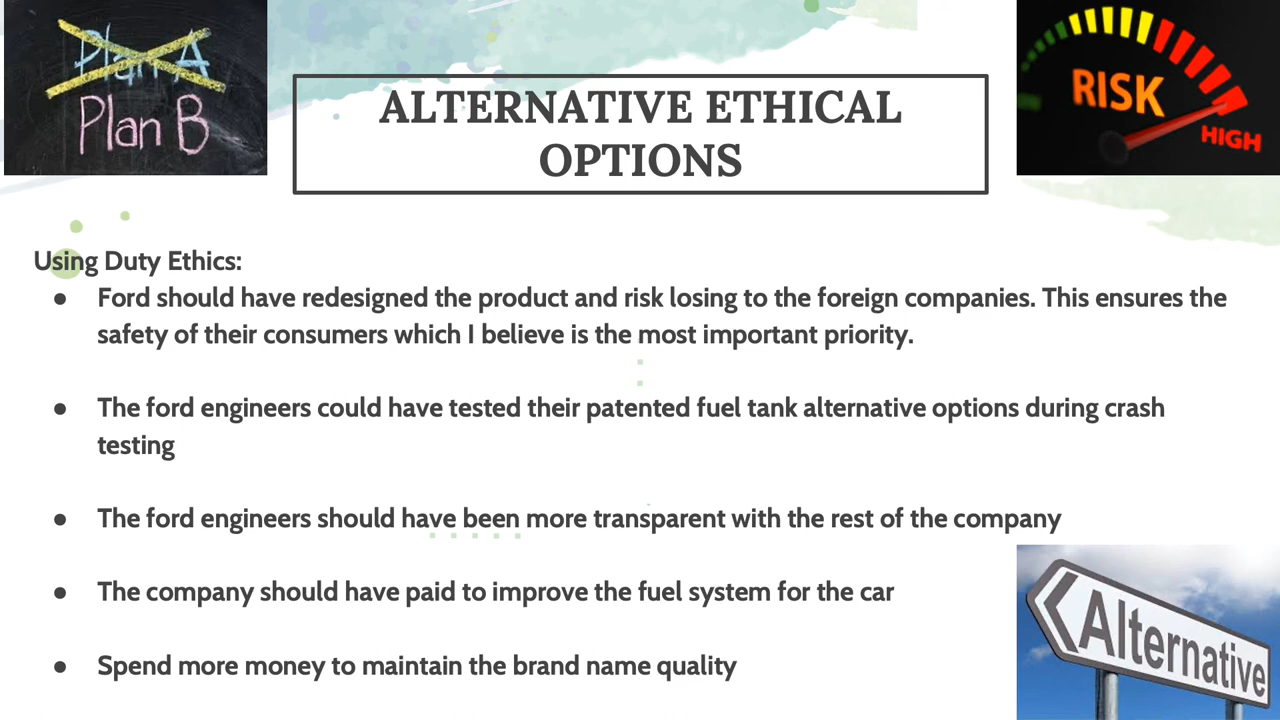 Plan A
Plan B
ALTERNATIVE ETHICAL
OPTIONS
RISK
HIGH
Using Duty Ethics:
● Ford should have redesigned the product and risk losing to the foreign companies. This ensures the
safety of their consumers which I believe is the most important priority.
● The ford engineers could have tested their patented fuel tank alternative options during crash
testing
● The ford engineers should have been more transparent with the rest of the company
● The company should have paid to improve the fuel system for the car
● Spend more money to maintain the brand name quality
Alternative